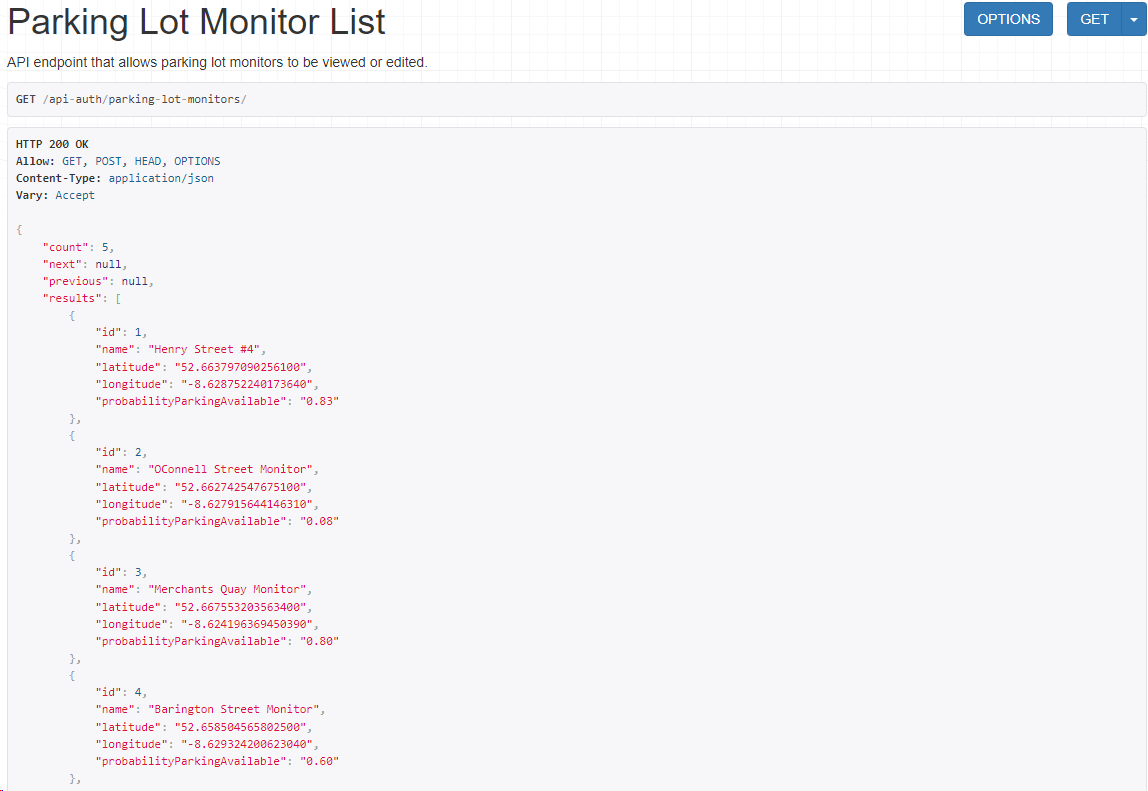 Parking Lot Monitor List
OPTIONS
GET
API endpoint that allows parking lot monitors to be viewed or edited.
GET /api-auth/parking-lot-monitors/
HTTP 200 OK
Allow: GET, POST, HEAD, OPTIONS
Content-Type: application/json
Vary: Accept
{
"count": 5,
"next": null,
"previous": null,
"results": [
{
"id": 1,
"name": "Henry Street #4",
"latitude": "52.663797090256100",
"longitude": "-8.628752240173640",
"probabilityParkingAvailable": "0.83"
},
{
"id": 2,
"name": "OConnell Street Monitor",
"latitude": "52.662742547675100",
"longitude": "-8.627915644146310",
"probabilityParkingAvailable": "0.08"
},
{
"id": 3,
"name": "Merchants Quay Monitor",
"latitude": "52.667553203563400",
"longitude": "-8.624196369450390",
"probabilityParkingAvailable": "0.80"
},
{
"id": 4,
"name": "Barington Street Monitor",
"latitude": "52.658504565802500",
"longitude": "-8.629324200623040",
"probabilityParkingAvailable": "0.60"
},